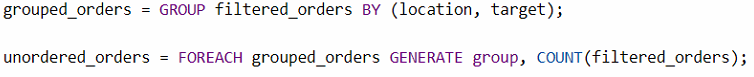 grouped_orders = GROUP filtered_orders BY (location, target);
unordered_orders = FOREACH grouped_orders GENERATE group, COUNT(filtered_orders);